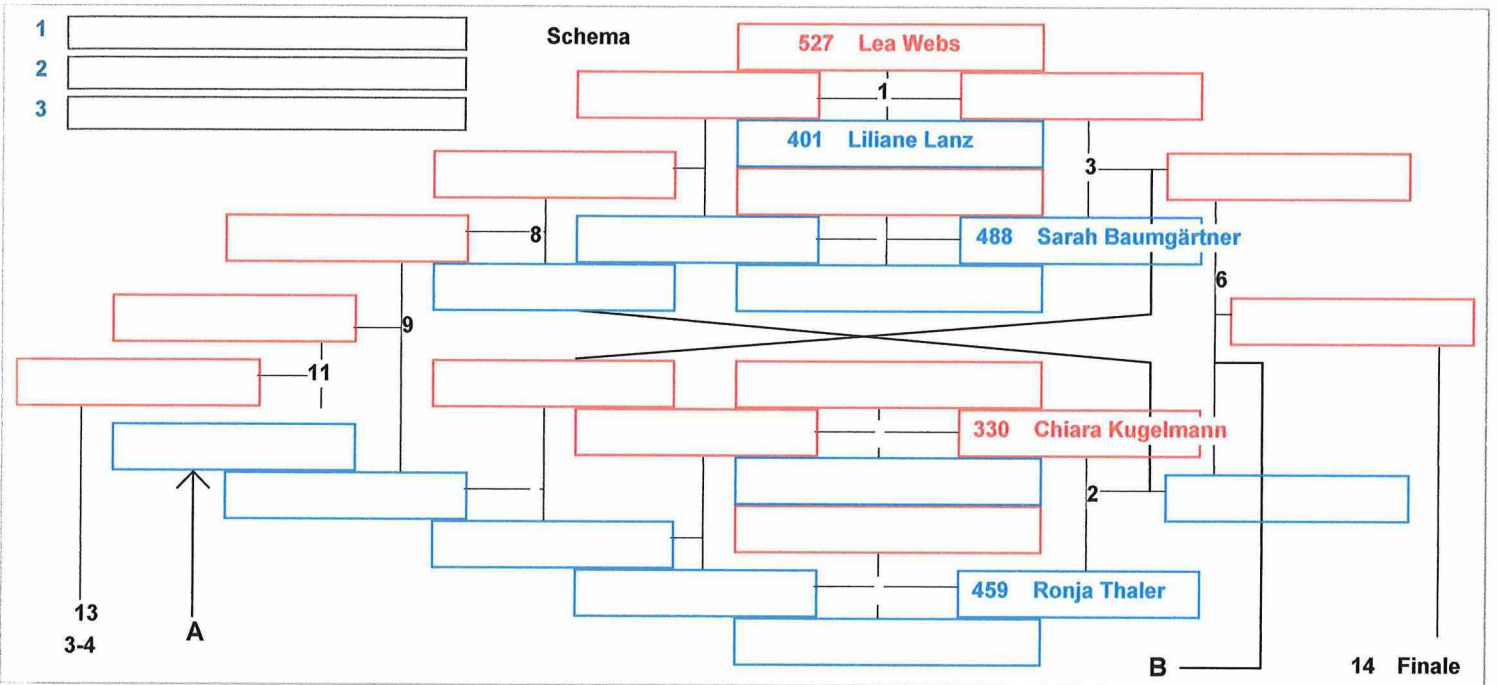 1
Schema
527 Lea Webs
2
1
3
401 Liliane Lanz
3
488 Sarah Baumgärtner
8
6
9
11
330 Chiara Kugelmann
2
459 Ronja Thaler
13
3-4
A
B
14 Finale